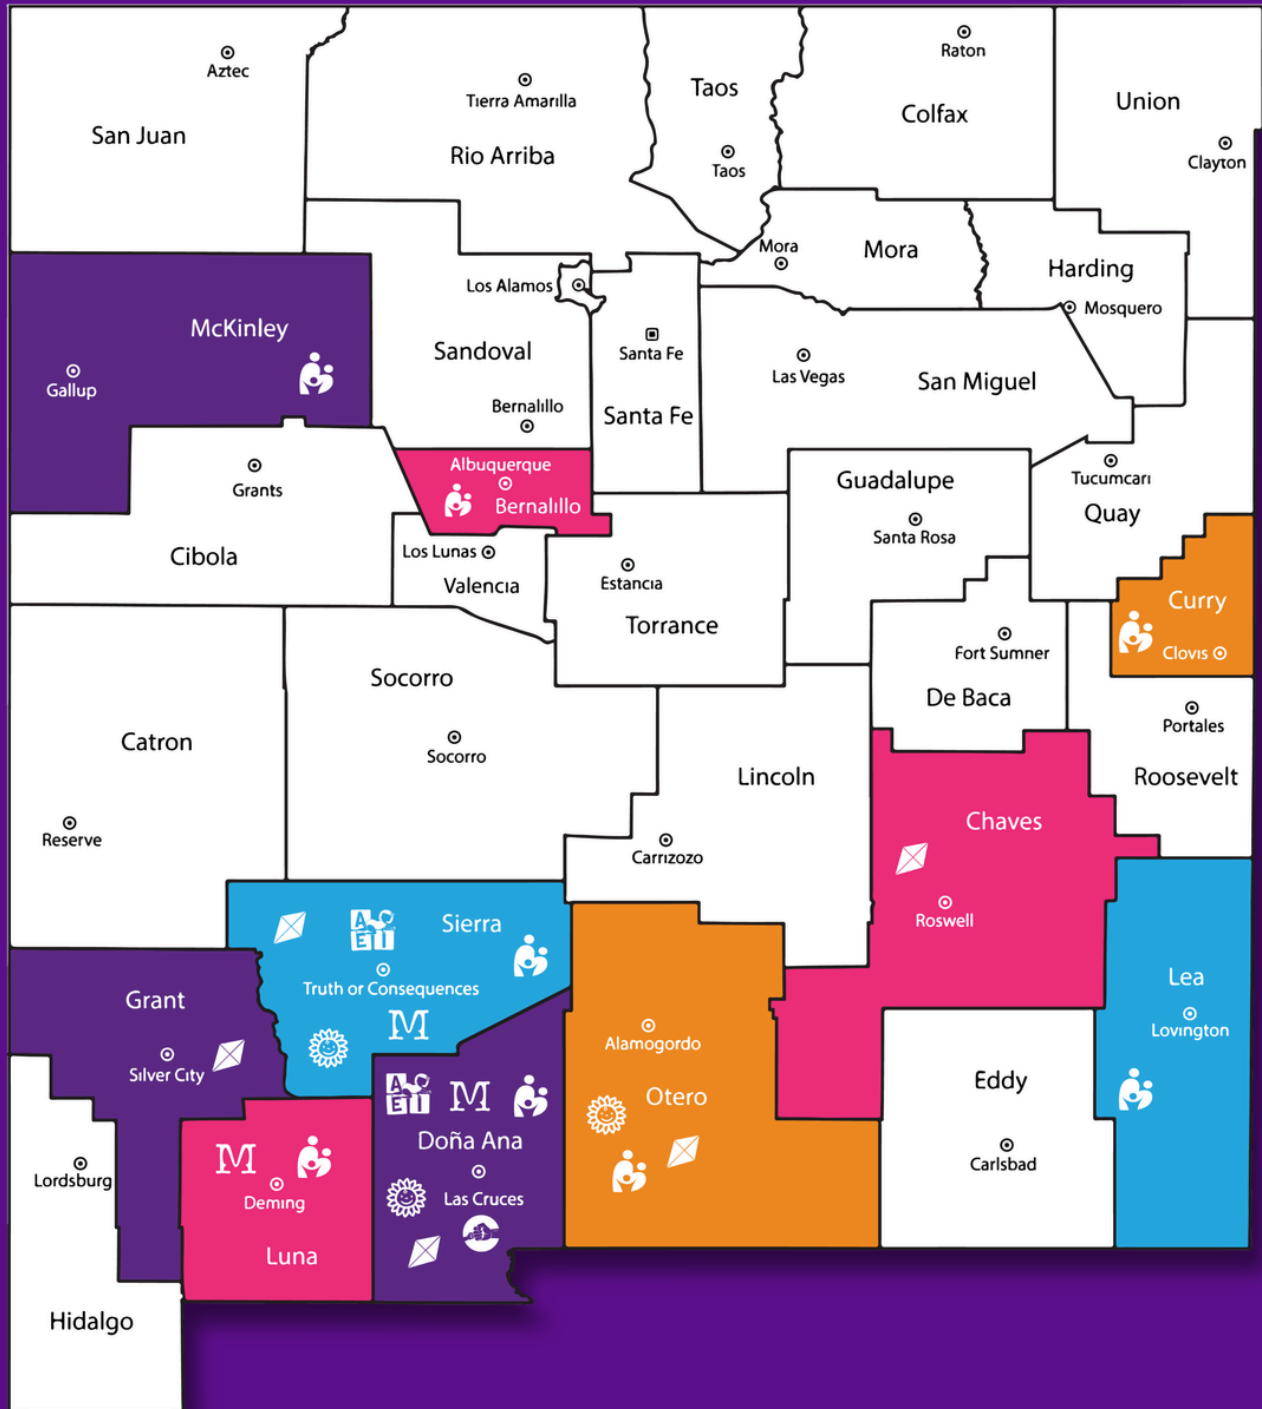 Aztec
San Juan
Tierra Amarilla
Rio Arriba
Taos
Taos
Raton
Colfax
Union
Clayton
Mora
Mora
Harding
Mosquero
McKinley
Gallup
Los Alamos
Sandoval
Bernalillo
Santa Fe
Santa Fe
Las Vegas
San Miguel
Albuquerque
Bernalillo
Grants
Cibola
Los Lunas
Valencia
Estancia
Torrance
Guadalupe
Santa Rosa
Tucumcari
Quay
Curry
Clovis
Fort Sumner
De Baca
Portales
Roosevelt
Socorro
Socorro
Catron
Reserve
Lincoln
Carrizozo
Chaves
Roswell
Sierra
A
E I
Truth or Consequences
M
Grant
Silver City
Lea
Lovington
Alamogordo
Otero
Eddy
Carlsbad
A
E I
M
Doña Ana
Las Cruces
M
Deming
Luna
Lordsburg
Hidalgo